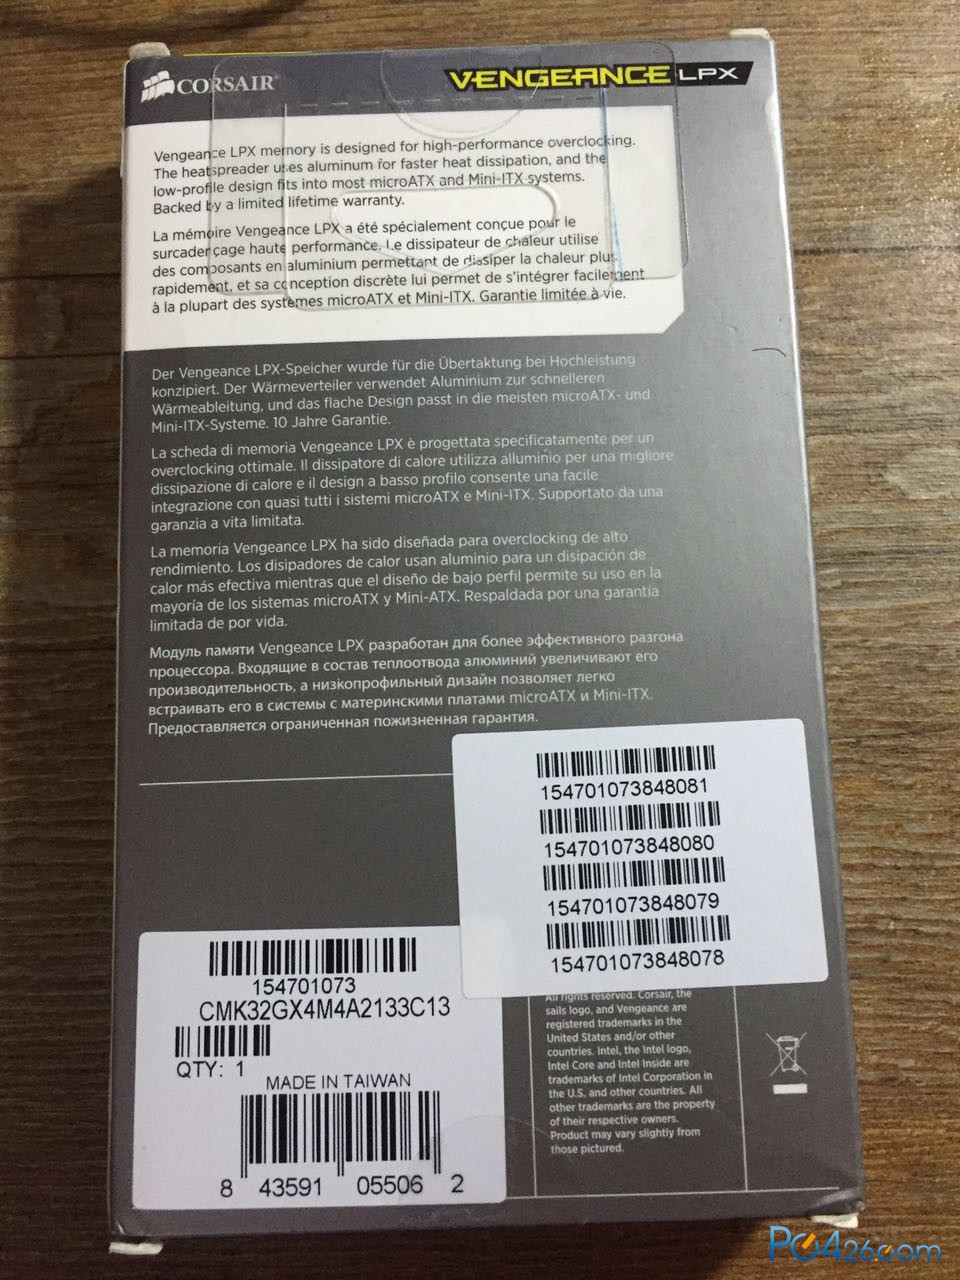 CORSAIR
VENGEANCE LPX
Vengeance LPX memory is designed for high-performance overclocking.
The heatspreader uses aluminum for faster heat dissipation, and the
low-profile design fits into most microATX and Mini-ITX systems.
Backed by a limited lifetime warranty.
La mémoire Vengeance LPX a été spécialement conçue pour le
surcadençage haute performance. Le dissipateur de chaleur utilise
des composants en aluminium permettant de dissiper la chaleur plus
rapidement, et sa conception discrète lui permet de s'intégrer facilement
à la plupart des systèmes microATX et Mini-ITX. Garantie limitée à vie.
Der Vengeance LPX-Speicher wurde für die Übertaktung bei Hochleistung
konzipiert. Der Wärmeverteiler verwendet Aluminium zur schnelleren
Wärmeableitung, und das flache Design passt in die meisten microATX- und
Mini-ITX-Systeme. 10 Jahre Garantie.
La scheda di memoria Vengeance LPX è progettata specificatamente per un
overclocking ottimale. Il dissipatore di calore utilizza alluminio per una migliore
dissipazione di calore e il design a basso profilo consente una facile
integrazione con quasi tutti i sistemi microATX e Mini-ITX. Supportato da una
garanzia a vita limitata.
La memoria Vengeance LPX ha sido diseñada para overclocking de alto
rendimiento. Los disipadores de calor usan aluminio para un disipación de
calor más efectiva mientras que el diseño de bajo perfil permite su uso en la
mayoría de los sistemas microATX y Mini-ATX. Respaldada por una garantía
limitada de por vida.
Модуль памяти Vengeance LPX разработан для более эффективного разгона
процессора. Входящие в состав теплоотвода алюминий увеличивают его
производительность, а низкопрофильный дизайн позволяет легко
встраивать его в системы с материнскими платами microATX и Mini-ITX.
Предоставляется ограниченная пожизненная гарантия.
154701073848081
154701073848080
154701073848079
154701073848078
154701073
CMK32GX4M4A2133C13
QTY: 1
MADE IN TAIWAN
8 43591 05506 2
All rights reserved. Corsair, the
sails logo, and Vengeance are
registered trademarks in the
United States and/or other
countries. Intel, the Intel logo,
Intel Core and Intel Inside are
trademarks of Intel Corporation in
the U.S. and other countries. All
other trademarks are the property
of their respective owners.
Product may vary slightly from
those pictured.
PC426.com